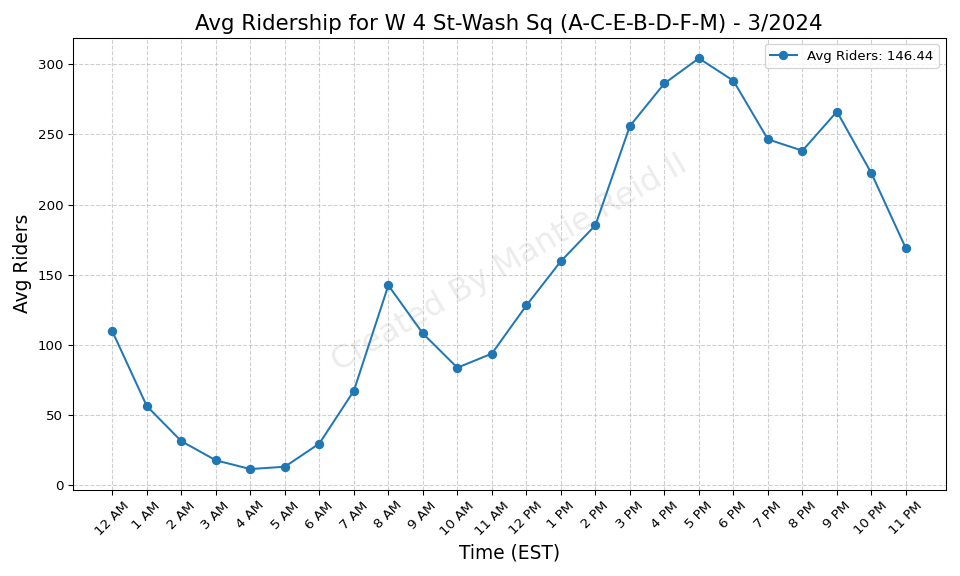 Avg Ridership for W 4 St-Wash Sq (A-C-E-B-D-F-M) - 3/2024
Avg Riders: 146.44
300
250
200
150
100
50
0
Avg Riders
Created By Mantle Reid II
12 AM
1 AM
2 AM
3 AM
4 AM
5 AM
6 AM
7 AM
8 AM
9 AM
10 AM
11 AM
12 PM
1 PM
2 PM
3 PM
4 PM
5 PM
6 PM
7 PM
8 PM
9 PM
10 PM
11 PM
Time (EST)